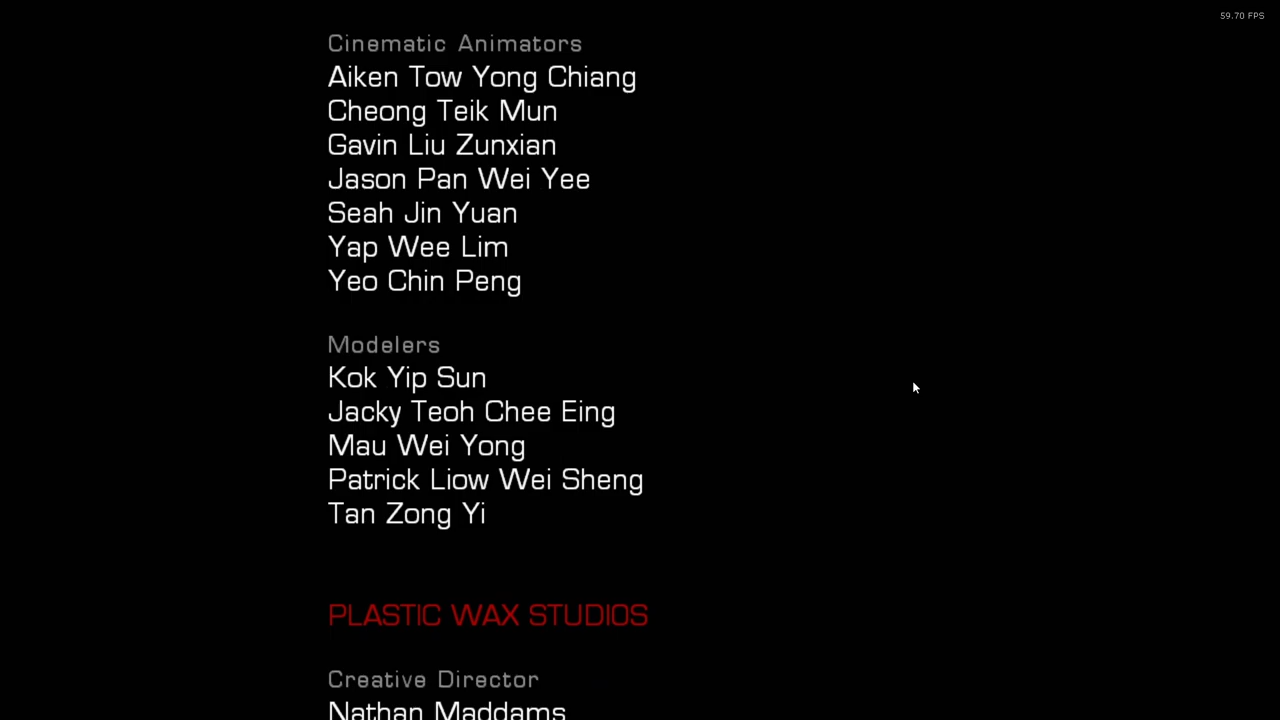 59.70 FPS
Cinematic Animators
Aiken Tow Yong Chiang
Cheong Teik Mun
Gavin Liu Zunxian
Jason Pan Wei Yee
Seah Jin Yuan
Yap Wee Lim
Yeo Chin Peng
Modelers
Kok Yip Sun
Jacky Teoh Chee Eing
Mau Wei Yong
Patrick Liow Wei Sheng
Tan Zong Yi
PLASTIC WAX STUDIOS
Creative Director
Nathan Maddams